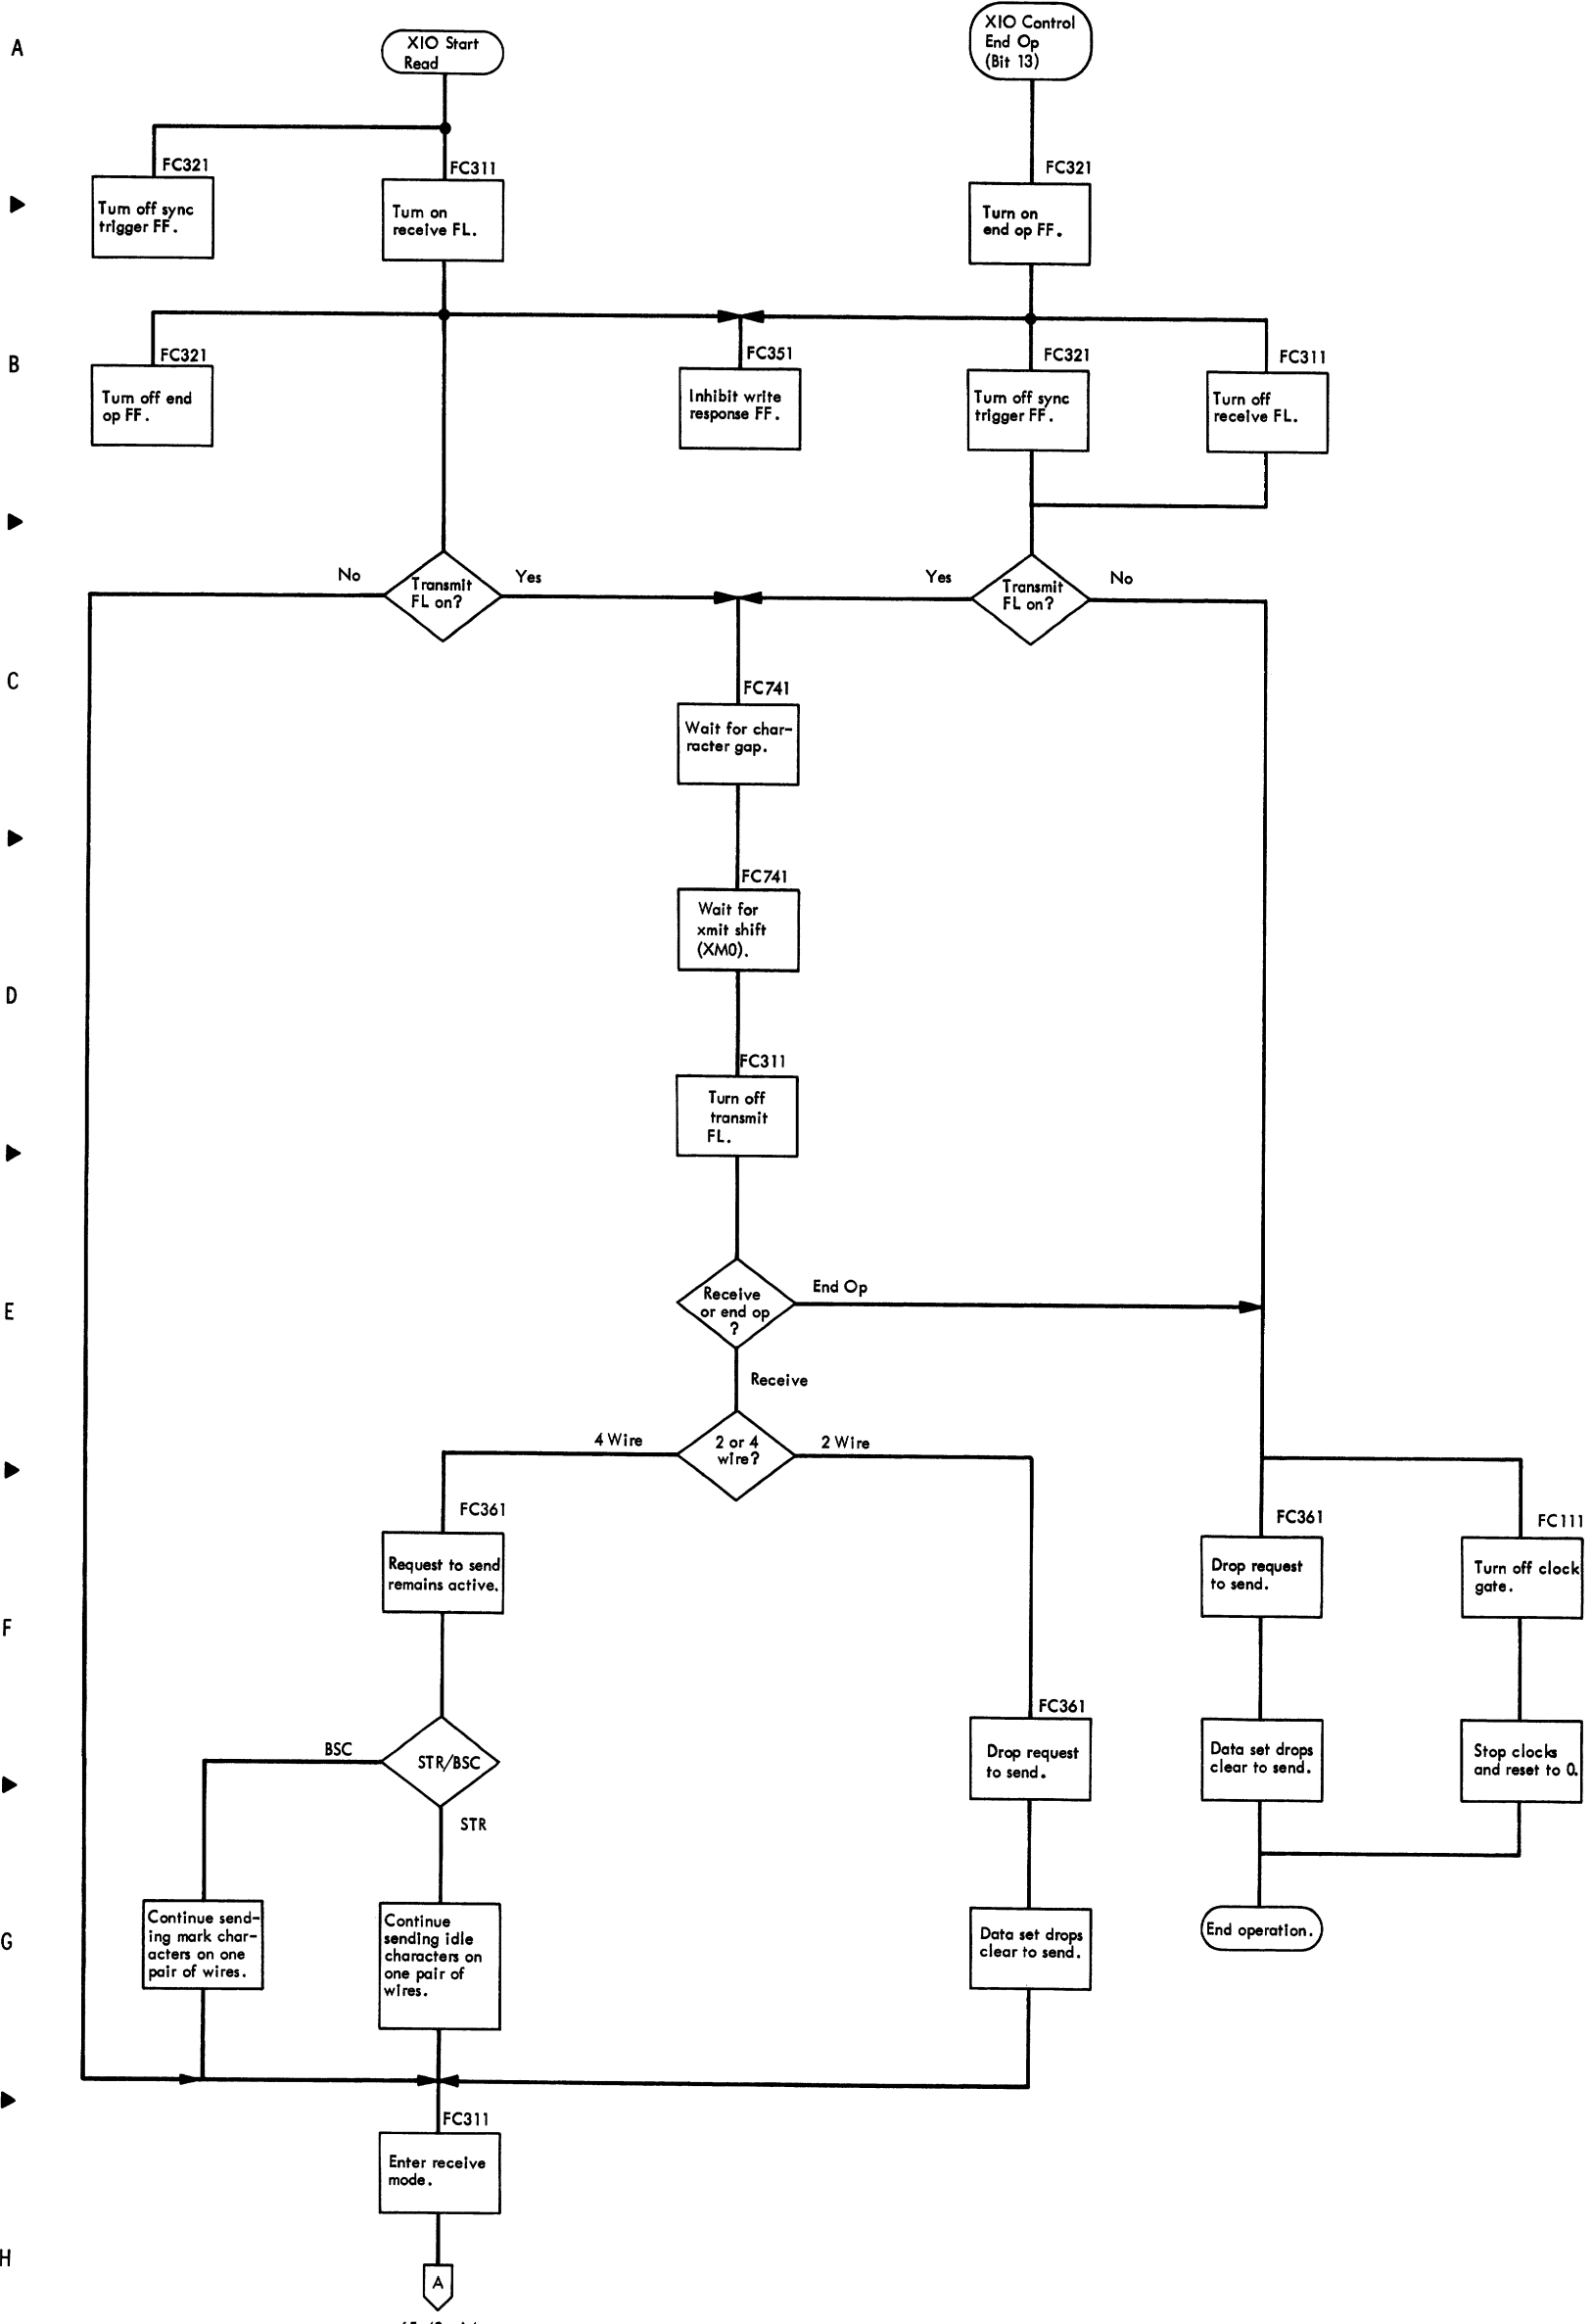 A
XIO Start
Read
XIO Control
End Op
(Bit 13)
FC321
Turn off sync
trigger FF.
FC311
Turn on
receive FL.
FC321
Turn on
end op FF.
B
FC321
Turn off end
op FF.
FC351
Inhibit write
response FF.
FC321
Turn off sync
trigger FF.
FC311
Turn off
receive FL.
No
Transmit
FL on?
Yes
Yes
Transmit
FL on?
No
C
FC741
Wait for char-
racter gap.
FC741
Wait for
xmit shift
(XM0).
D
FC311
Turn off
transmit
FL.
E
Receive
or end op
?
End Op
Receive
4 Wire
2 or 4
wire?
2 Wire
FC361
Request to send
remains active.
FC361
Drop request
to send.
FC111
Turn off clock
gate.
F
BSC
STR/BSC
STR
FC361
Drop request
to send.
Data set drops
clear to send.
Stop clocks
and reset to 0.
G
Continue send-
ing mark char-
acters on one
pair of wires.
Continue
sending idle
characters on
one pair of
wires.
Data set drops
clear to send.
End operation.
FC311
Enter receive
mode.
H
A